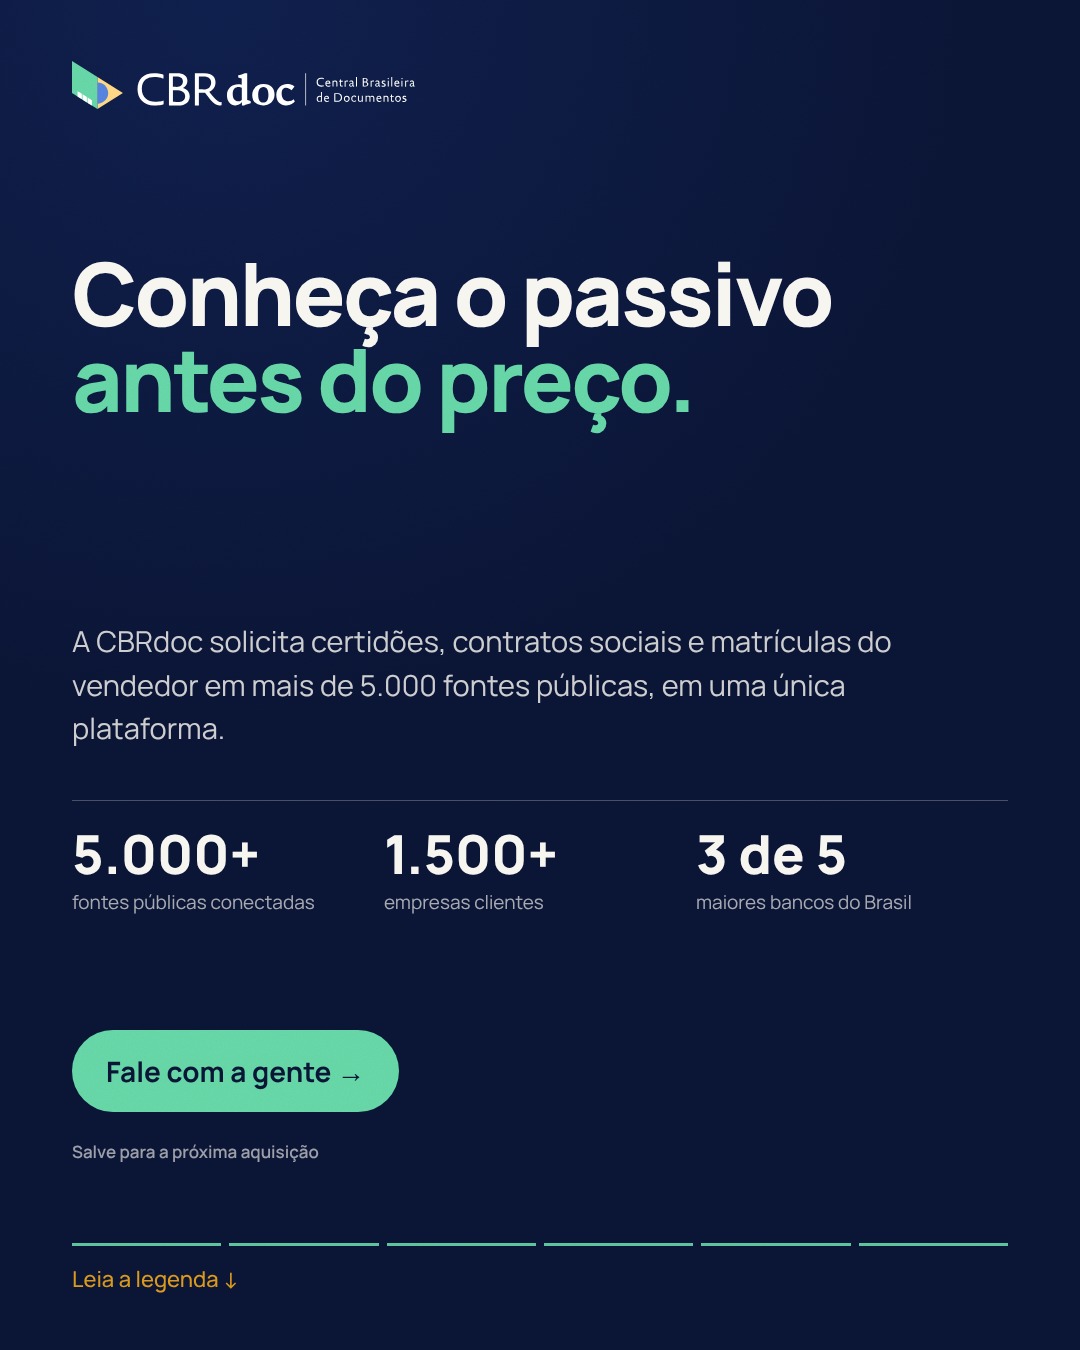 CBRdoc
Central Brasileira
de Documentos
Conheça o passivo
antes do preço.
A CBRdoc solicita certidões, contratos sociais e matrículas do
vendedor em mais de 5.000 fontes públicas, em uma única
plataforma.
5.000+ 1.500+ 3 de 5
fontes públicas conectadas empresas clientes maiores bancos do Brasil
Fale com a gente →
Salve para a próxima aquisição
Leia a legenda ↓